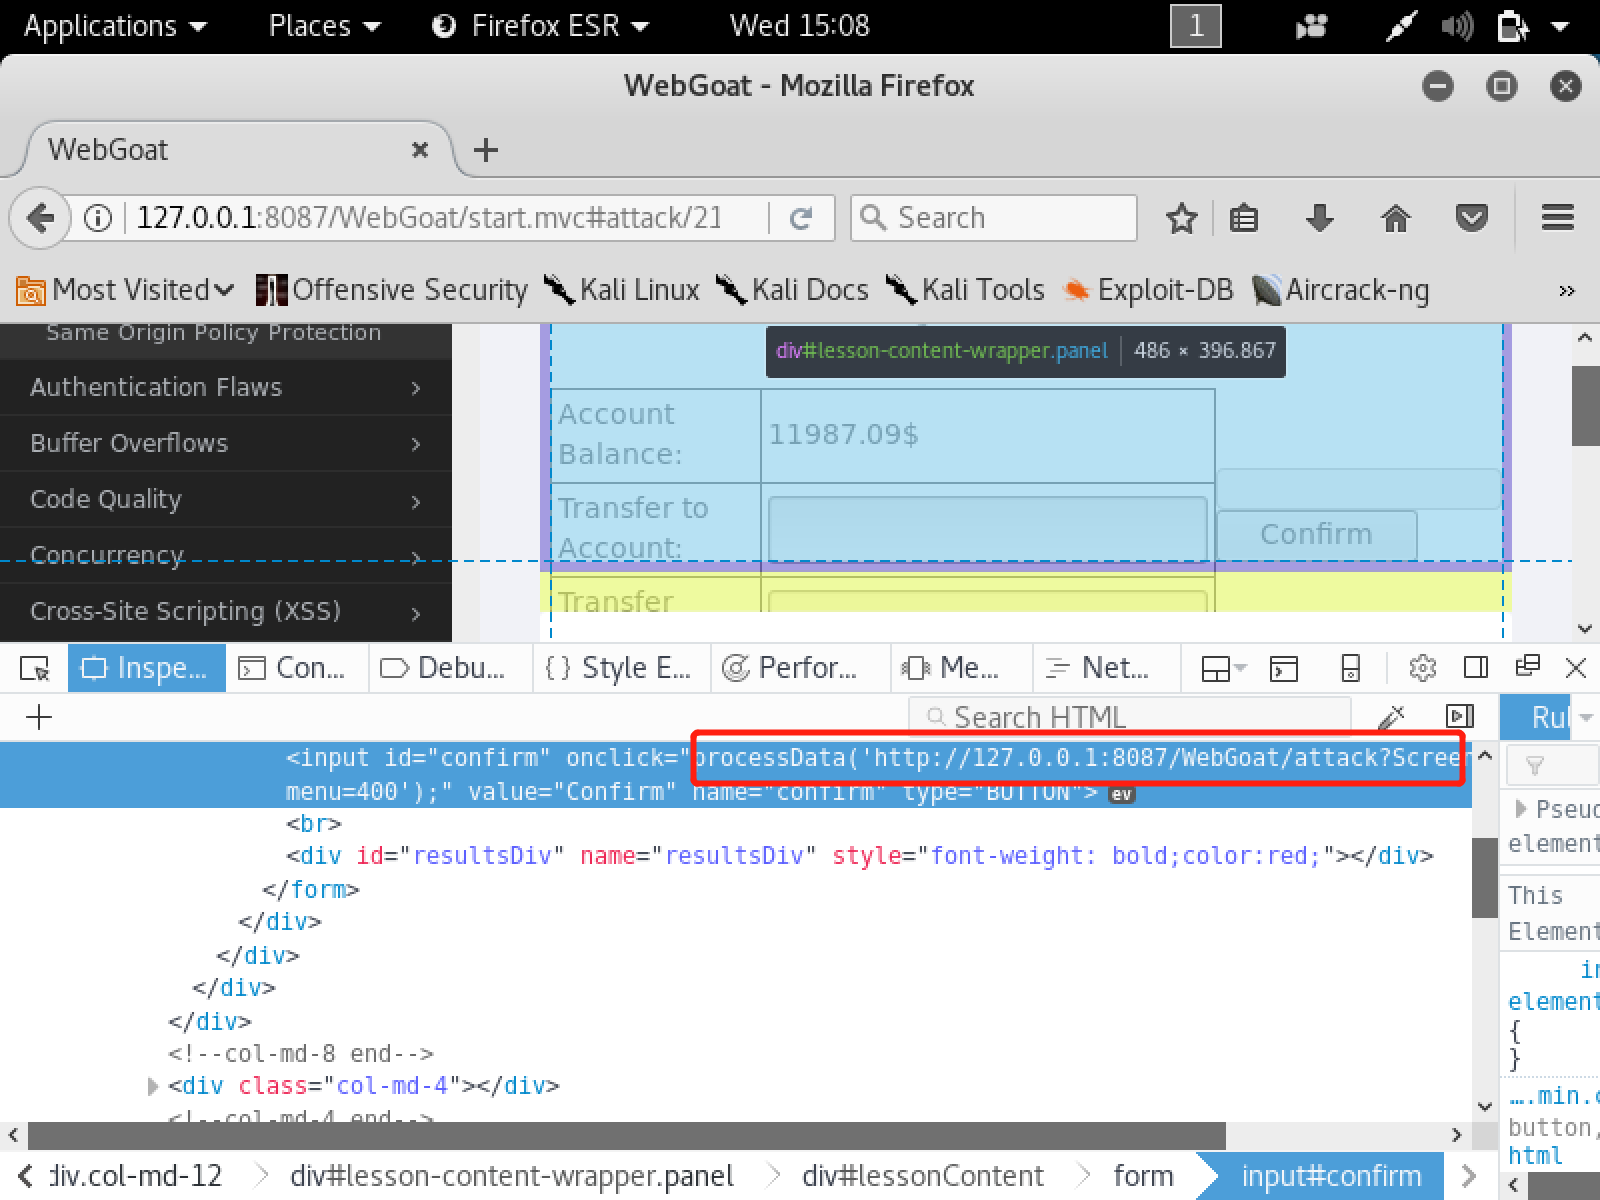 Applications Places Firefox ESR Wed 15:08 1
WebGoat - Mozilla Firefox
WebGoat
127.0.0.1:8087/WebGoat/start.mvc#attack/21 Search
Most Visited Offensive Security Kali Linux Kali Docs Kali Tools Exploit-DB Aircrack-ng »
Same Origin Policy Protection
div#lesson-content-wrapper.panel 486 × 396.867
Authentication Flaws
Buffer Overflows
Code Quality
Concurrency
Cross-Site Scripting (XSS)
Account
Balance:
11987.09$
Transfer to
Account:
Confirm
Transfer
Inspe... Con... Debu... {} Style E... Perfor... Me... Net...
Search HTML Rul
<input id="confirm" onclick="processData('http://127.0.0.1:8087/WebGoat/attack?Screen
menu=400');" value="Confirm" name="confirm" type="BUTTON"> ev
<br>
<div id="resultsDiv" name="resultsDiv" style="font-weight: bold;color:red;"></div>
</form>
</div>
</div>
</div>
</div>
<!--col-md-8 end-->
<div class="col-md-4"></div>
<!--col-md-4 end-->
Pseud
element
This
Element
in
element
{
}
….min.c
button,
html
div.col-md-12 div#lesson-content-wrapper.panel div#lessonContent form input#confirm